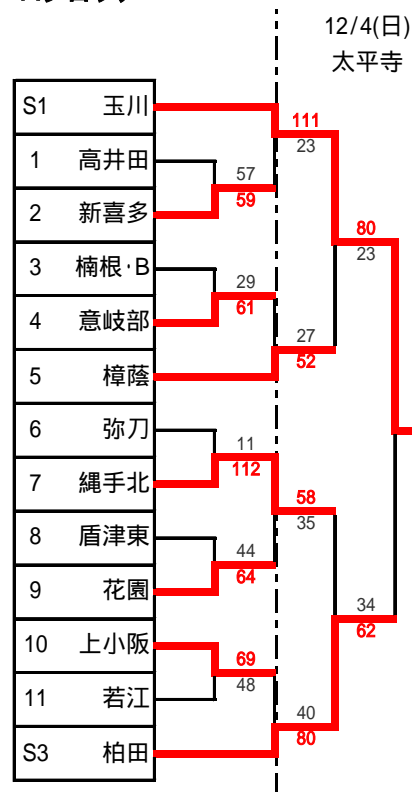 12/4(日)
太平寺
S1 玉川
1 高井田
2 新喜多
3 楠根·B
4 意岐部
5 樟蔭
6 弥刀
7 縄手北
8 盾津東
9 花園
10 上小阪
11 若江
S3 柏田
57
59
29
61
11
112
44
64
69
48
111
23
27
52
58
35
40
80
80
23
34
62